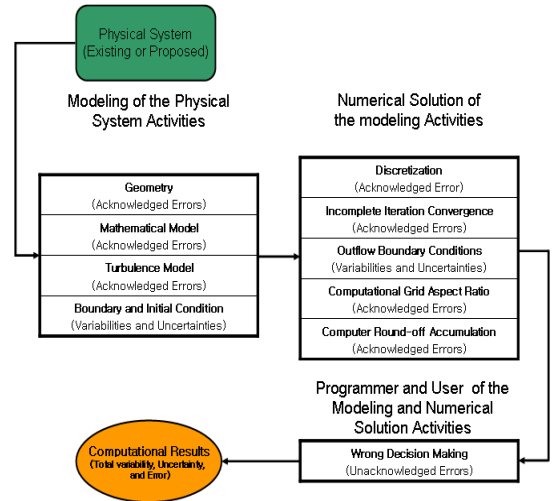 Physical System
(Existing or Proposed)
Modeling of the Physical
System Activities
Numerical Solution of
the modeling Activities
Geometry
(Acknowledged Errors)
Mathematical Model
(Acknowledged Errors)
Turbulence Model
(Acknowledged Errors)
Boundary and Initial Condition
(Variabilities and Uncertainties)
Discretization
(Acknowledged Error)
Incomplete Iteration Convergence
(Acknowledged Errors)
Outflow Boundary Conditions
(Variabilities and Uncertainties)
Computational Grid Aspect Ratio
(Acknowledged Errors)
Computer Round-off Accumulation
(Acknowledged Errors)
Programmer and User of the
Modeling and Numerical
Solution Activities
Wrong Decision Making
(Unacknowledged Errors)
Computational Results
(Total variability, Uncertainty,
and Error)